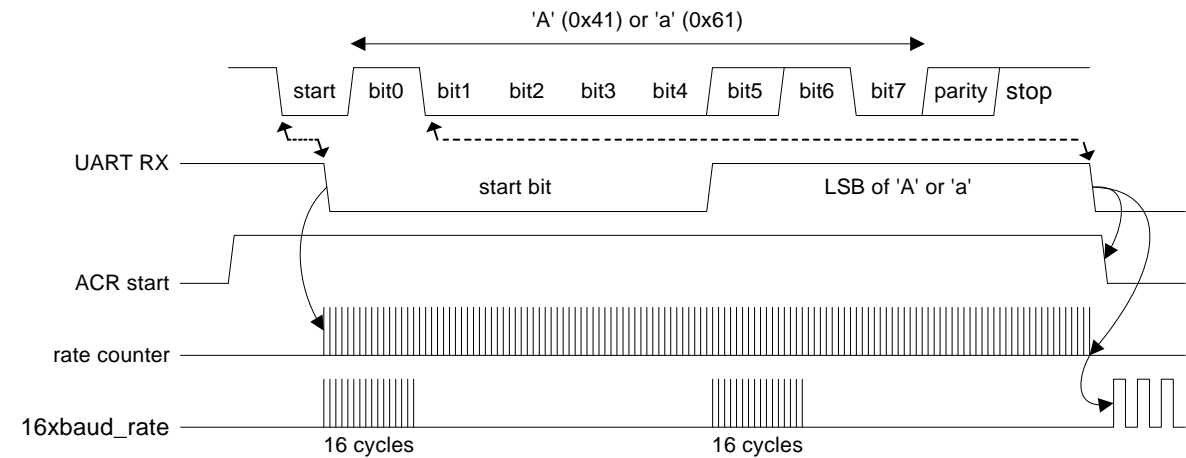 'A' (0x41) or 'a' (0x61)
start bit0 bit1 bit2 bit3 bit4 bit5 bit6 bit7 parity stop
UART RX
start bit LSB of 'A' or 'a'
ACR start
rate counter
16xbaud_rate
16 cycles 16 cycles